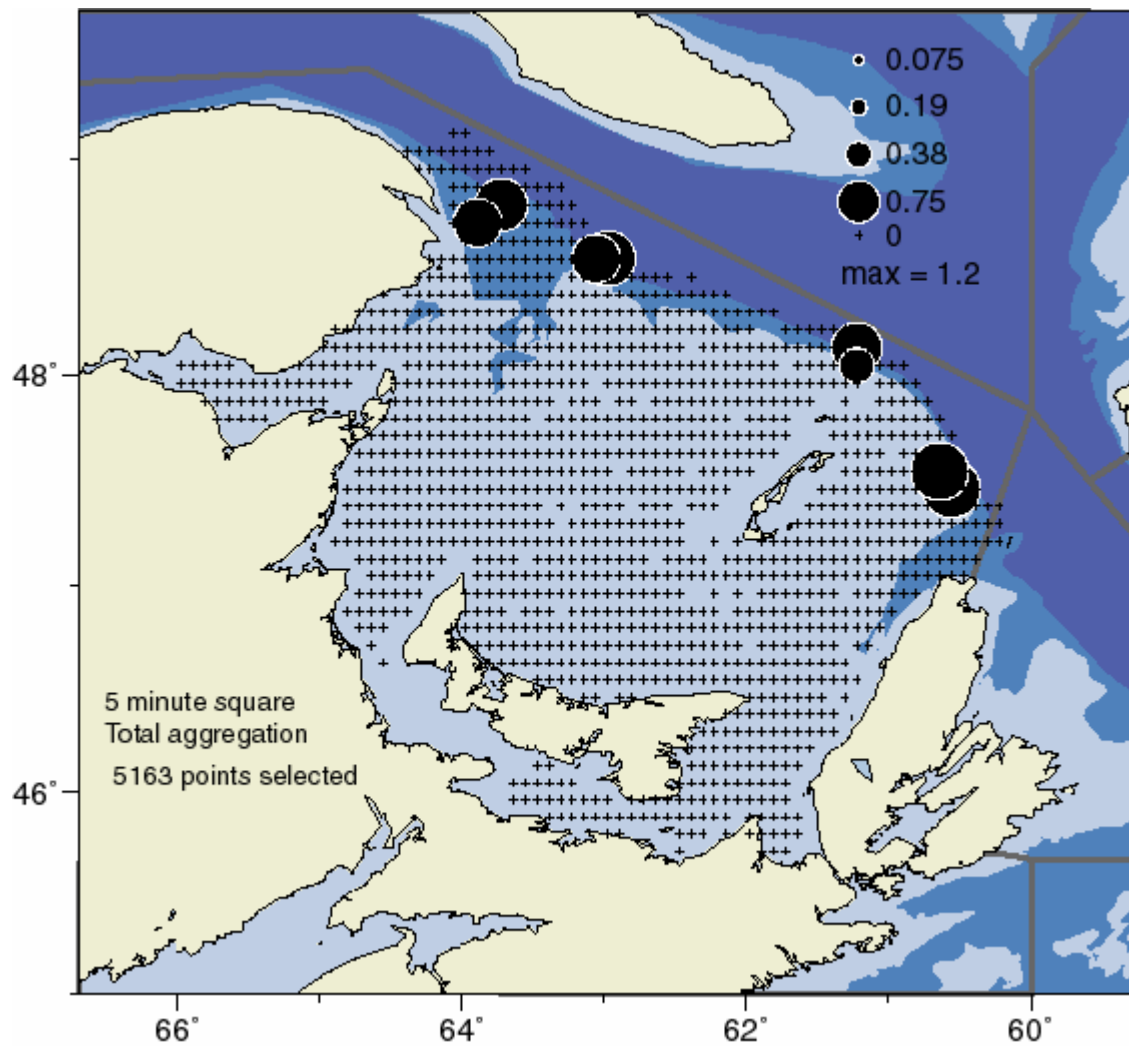 0.075
0.19
0.38
0.75
0
max = 1.2
48°
5 minute square
Total aggregation
5163 points selected
46°
66° 64° 62° 60°